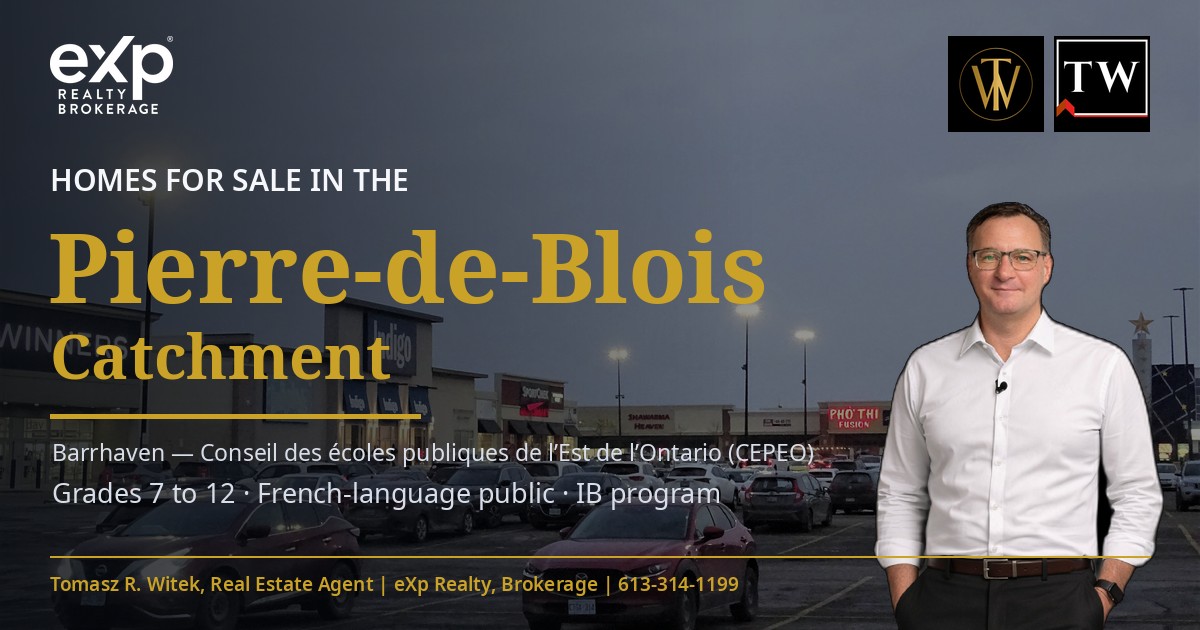 eXp®
REALTY
BROKERAGE
TW
TW
HOMES FOR SALE IN THE
Pierre-de-Blois
Catchment
WINNERS
Indigo
SPORTCHEK
SHAWARMA
HEAVEN
PHỞ THI
FUSION
Barrhaven — Conseil des écoles publiques de l’Est de l’Ontario (CEPEO)
Grades 7 to 12 · French-language public · IB program
Tomasz R. Witek, Real Estate Agent | eXp Realty, Brokerage | 613-314-1199